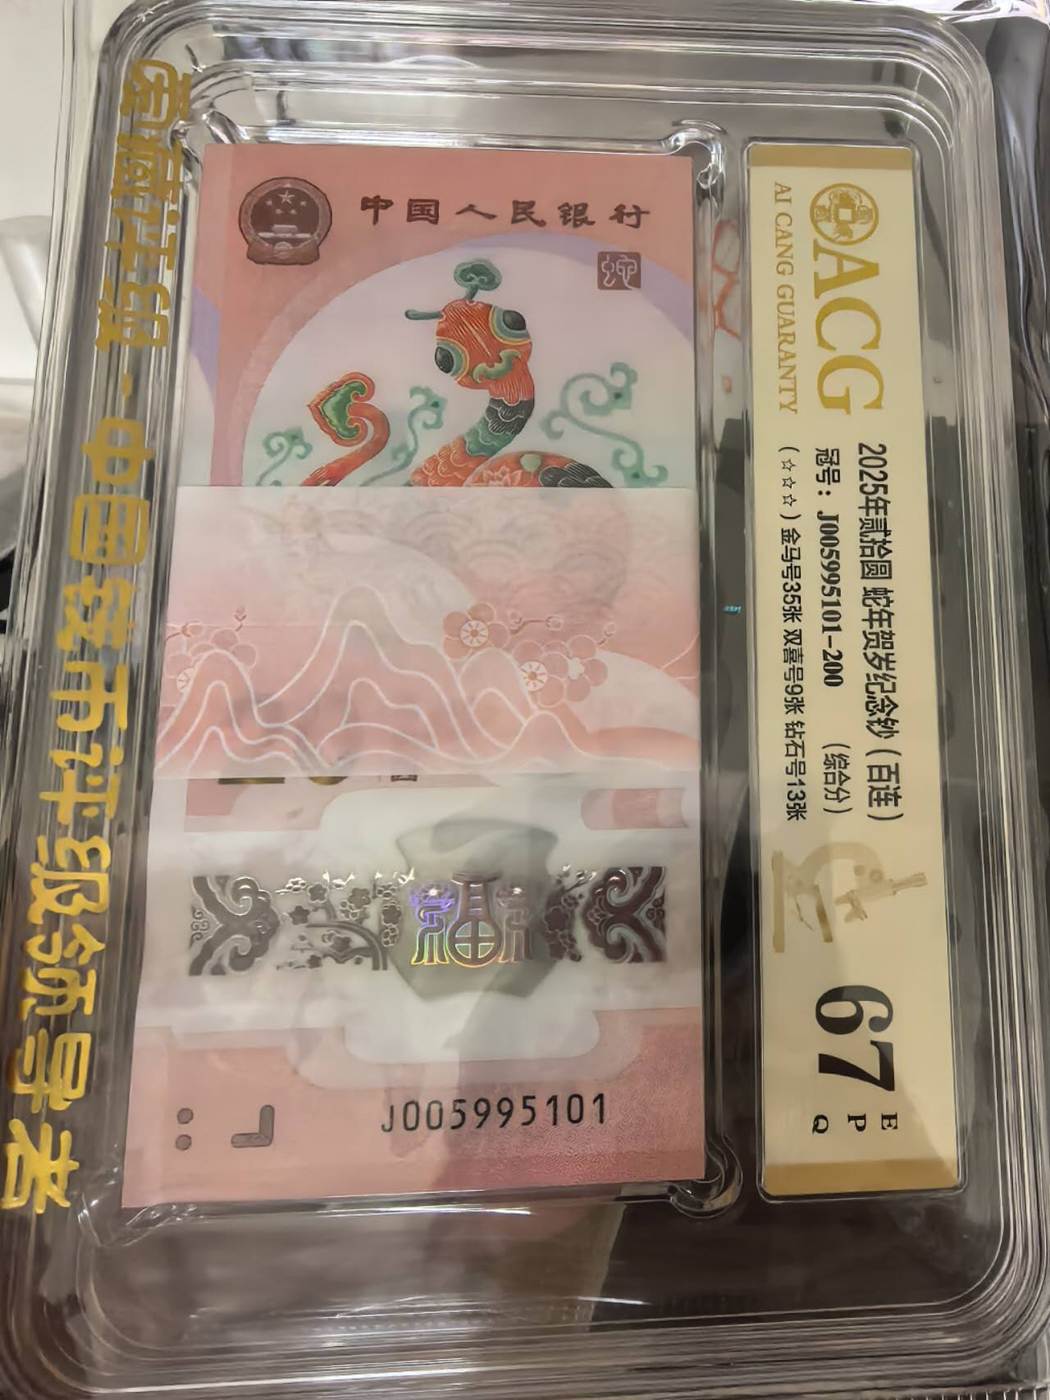 爱藏评级-中国钱币评级领导者
中国人民银行
蛇
福
J005995101
ACG
AI CANG GUARANTY
2025年贰拾圆 蛇年贺岁纪念钞(百连)
冠号：J005995101-200 (综合分)
(☆☆☆) 金马号35张 双喜号9张 钻石号13张
67
E
P
Q